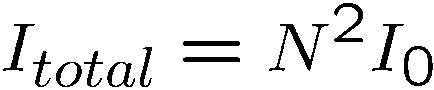 I_{total} = N^2 I_0